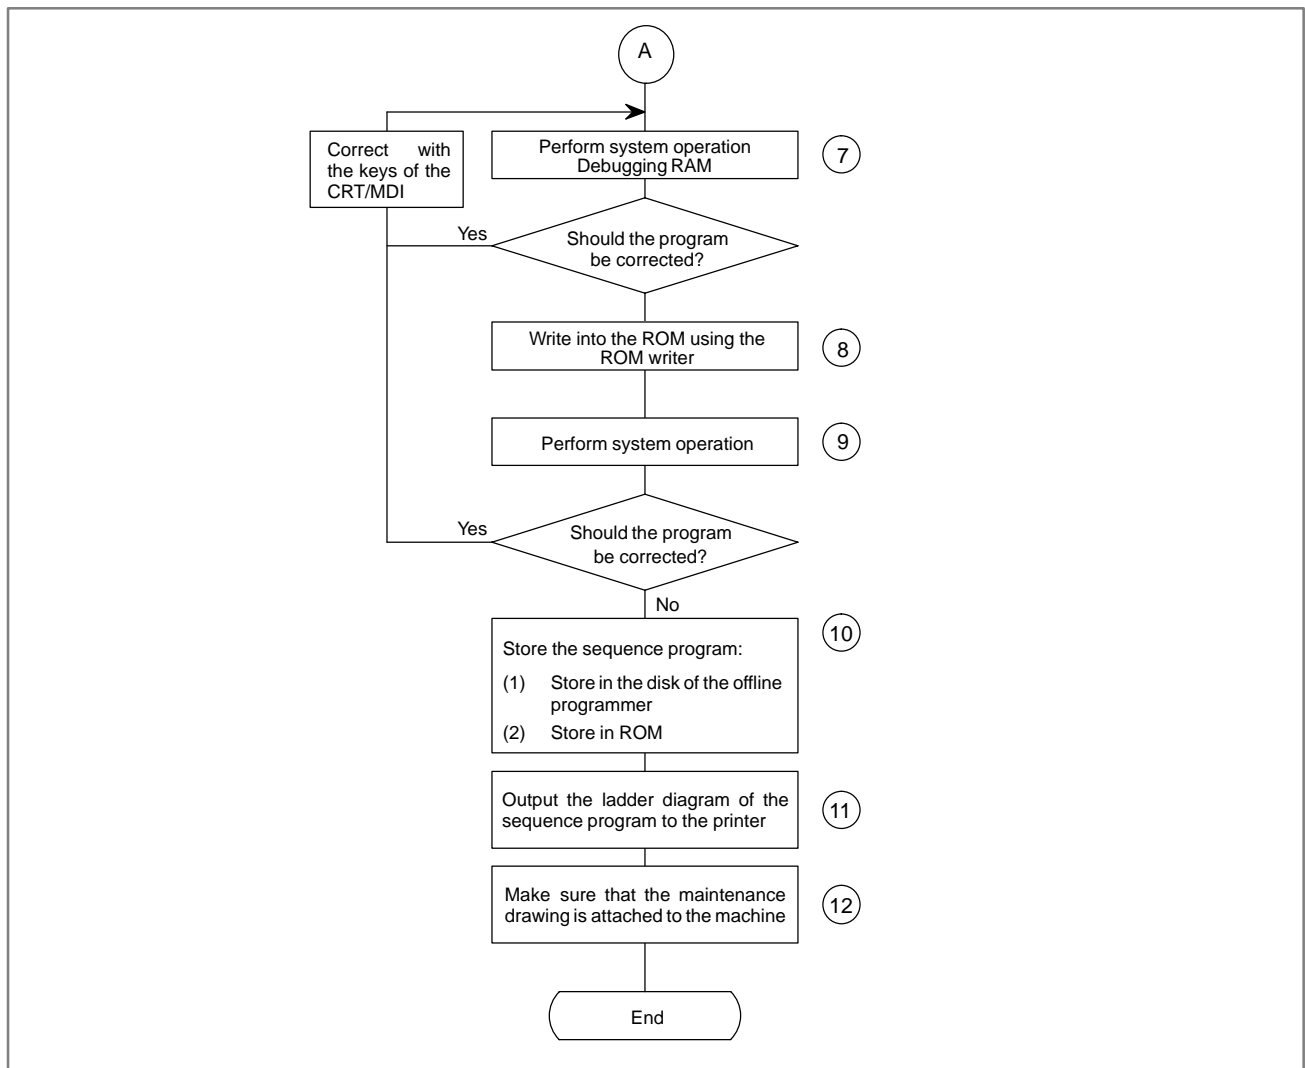 A
Correct with
the keys of the
CRT/MDI
Perform system operation
Debugging RAM
7
Yes
Should the program
be corrected?
Write into the ROM using the
ROM writer
8
Perform system operation
9
Yes
Should the program
be corrected?
No
10
Store the sequence program:
(1) Store in the disk of the offline
programmer
(2) Store in ROM
Output the ladder diagram of the
sequence program to the printer
11
Make sure that the maintenance
drawing is attached to the machine
12
End